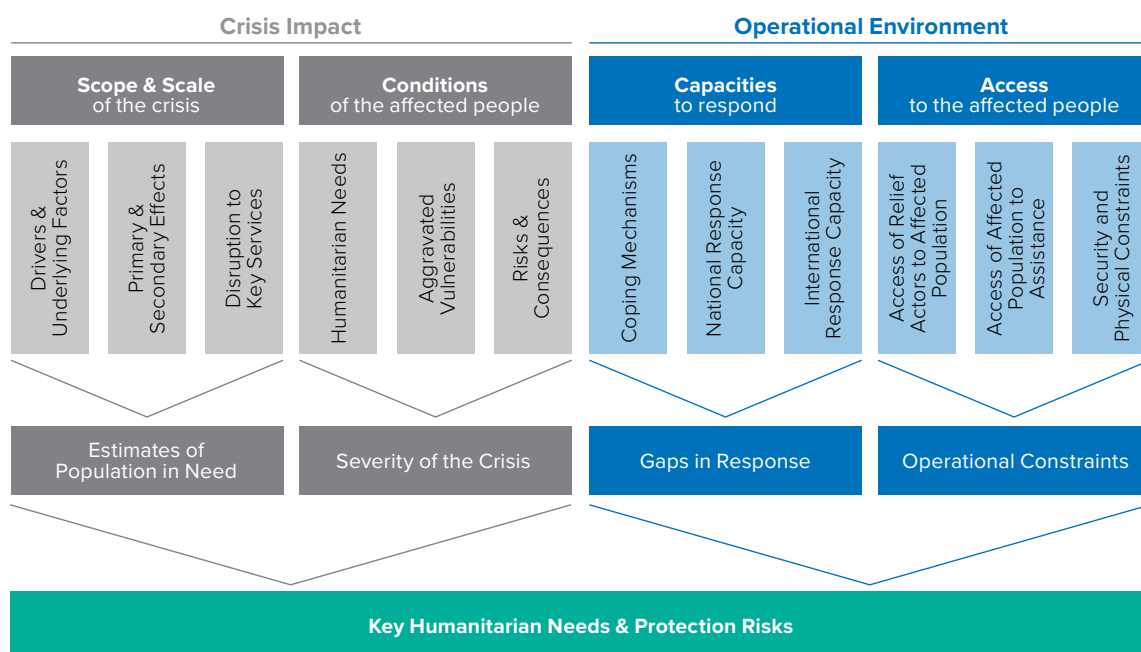 Crisis Impact
Operational Environment
Scope & Scale
of the crisis
Conditions
of the affected people
Capacities
to respond
Access
to the affected people
Drivers &
Underlying Factors
Primary &
Secondary Effects
Disruption to
Key Services
Humanitarian Needs
Aggravated
Vulnerabilities
Risks &
Consequences
Coping Mechanisms
National Response
Capacity
International
Response Capacity
Access of Relief
Actors to Affected
Population
Access of Affected
Population to
Assistance
Security and
Physical Constraints
Estimates of
Population in Need
Severity of the Crisis
Gaps in Response
Operational Constraints
Key Humanitarian Needs & Protection Risks